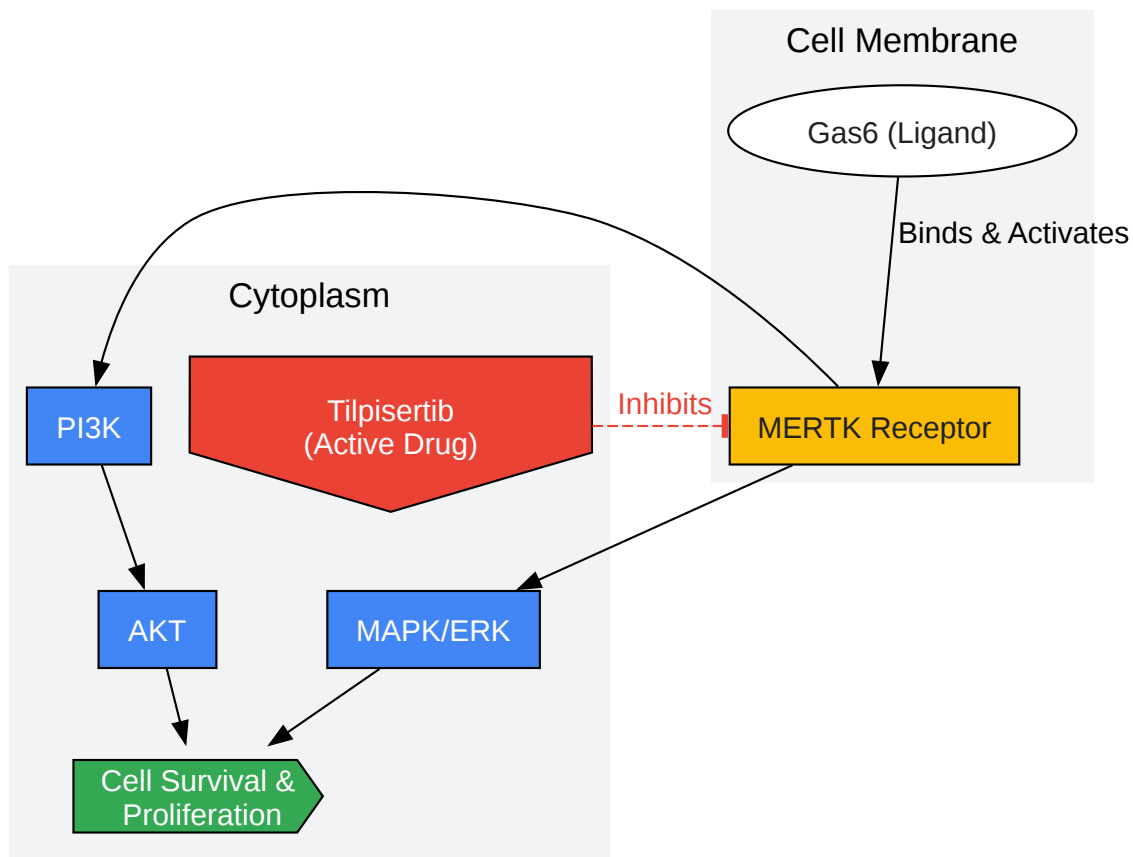 Cell Membrane
Gas6 (Ligand)
Binds & Activates
Cytoplasm
PI3K
Tilpisertib
(Active Drug)
Inhibits
MERTK Receptor
AKT
MAPK/ERK
Cell Survival &
Proliferation